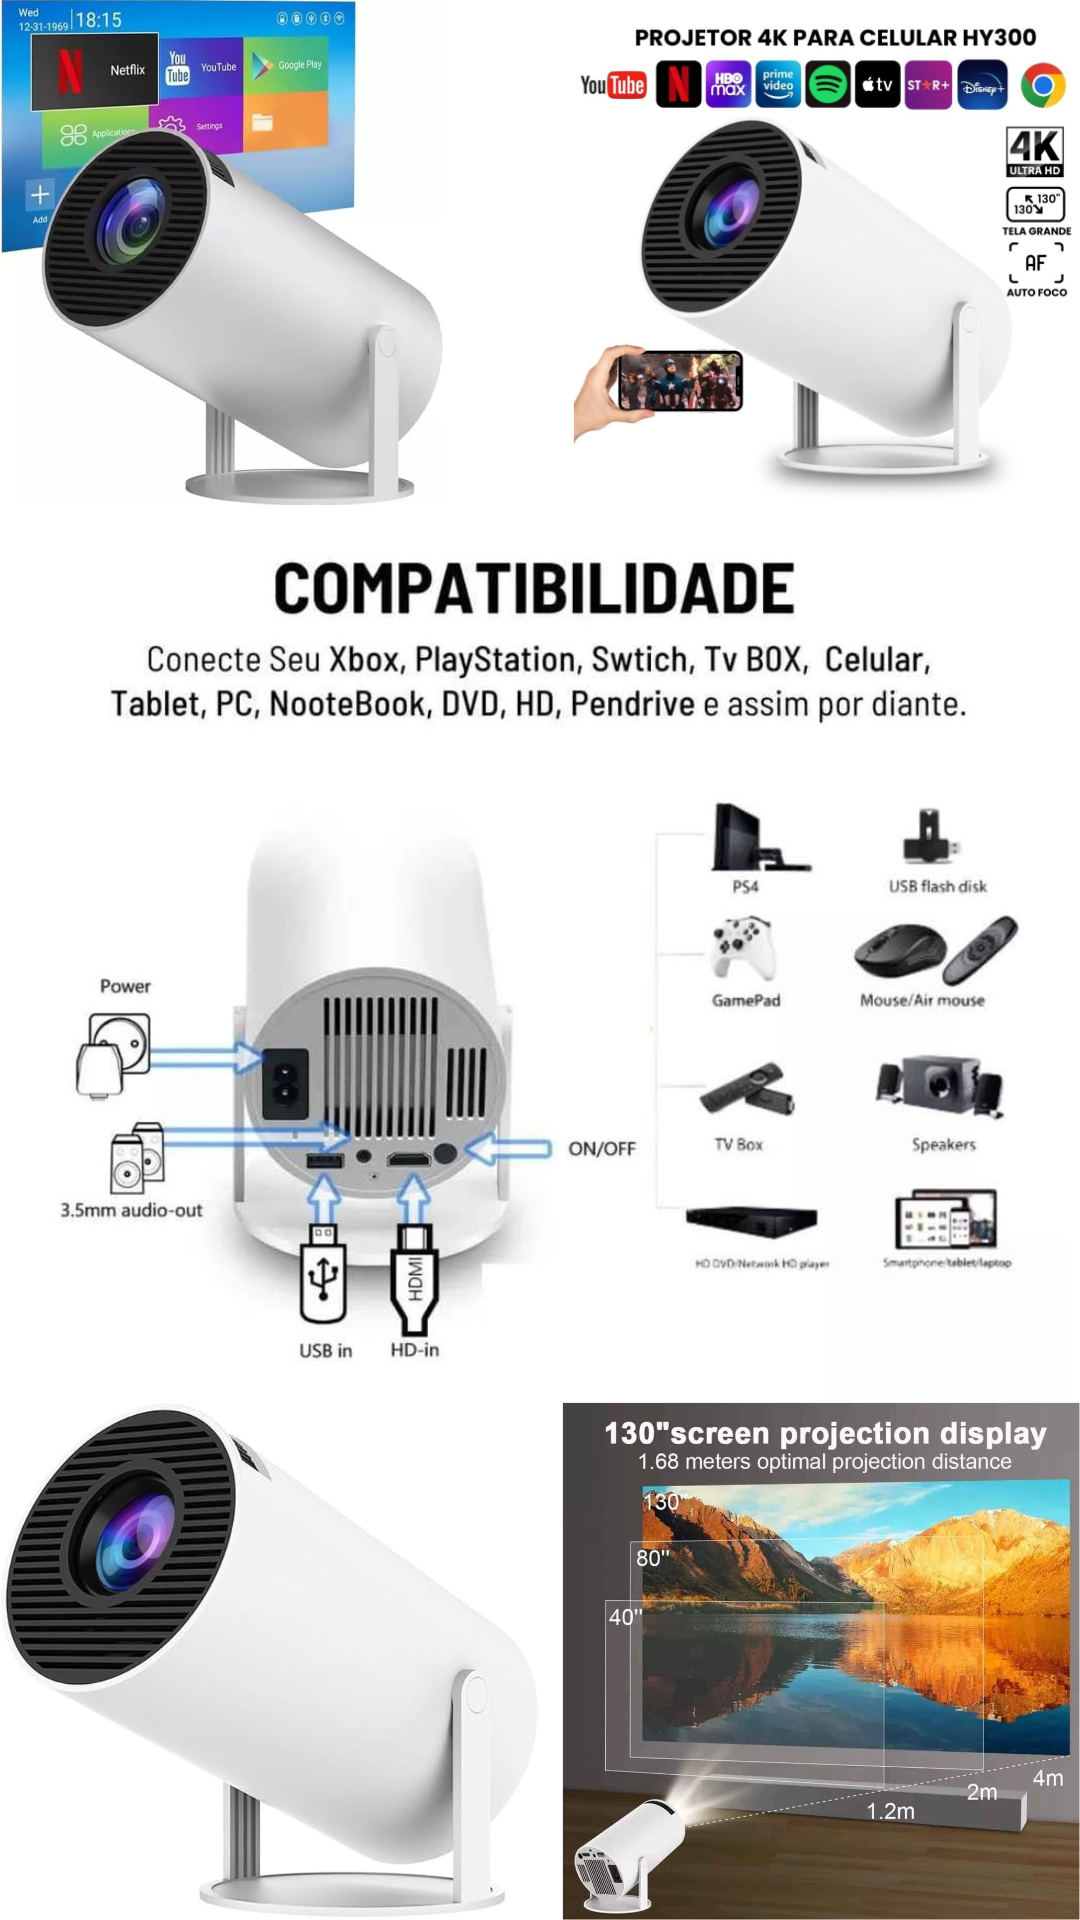 Wed
12-31-1969
18:15
Netflix
You
Tube
YouTube
Google Play
Applications
Settings
Add
PROJETOR 4K PARA CELULAR HY300
YouTube
N
HBO
max
prime
video
tv
ST★R+
Disney+
4K
ULTRA HD
130"
130
TELA GRANDE
AF
AUTO FOCO
COMPATIBILIDADE
Conecte Seu Xbox, PlayStation, Swtich, Tv BOX, Celular,
Tablet, PC, NooteBook, DVD, HD, Pendrive e assim por diante.
Power
3.5mm audio-out
ON/OFF
HDMI
USB in
HD-in
PS4
USB flash disk
GamePad
Mouse/Air mouse
TV Box
Speakers
HD DVD/Network HD player
Smartphone/tablet/laptop
130"screen projection display
1.68 meters optimal projection distance
130"
80"
40"
4m
2m
1.2m